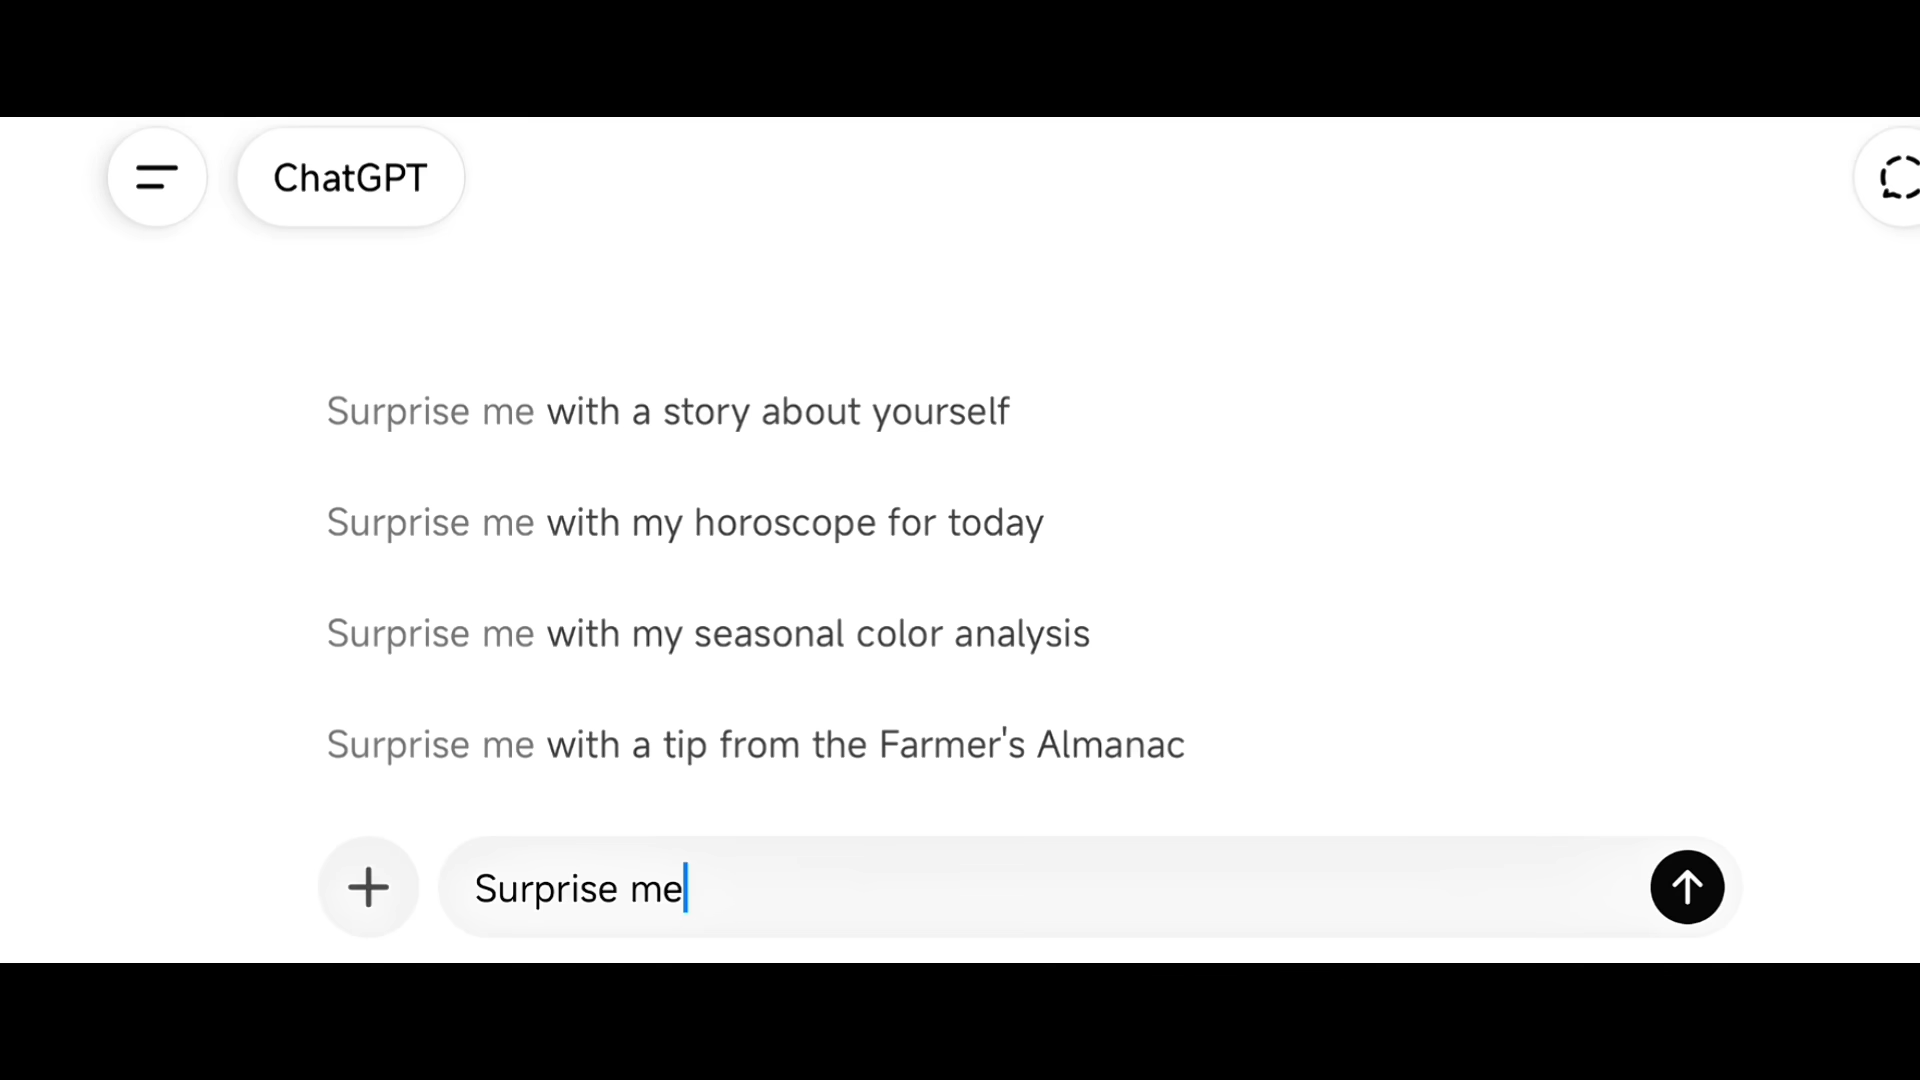 ChatGPT
Surprise me with a story about yourself
Surprise me with my horoscope for today
Surprise me with my seasonal color analysis
Surprise me with a tip from the Farmer's Almanac
Surprise me